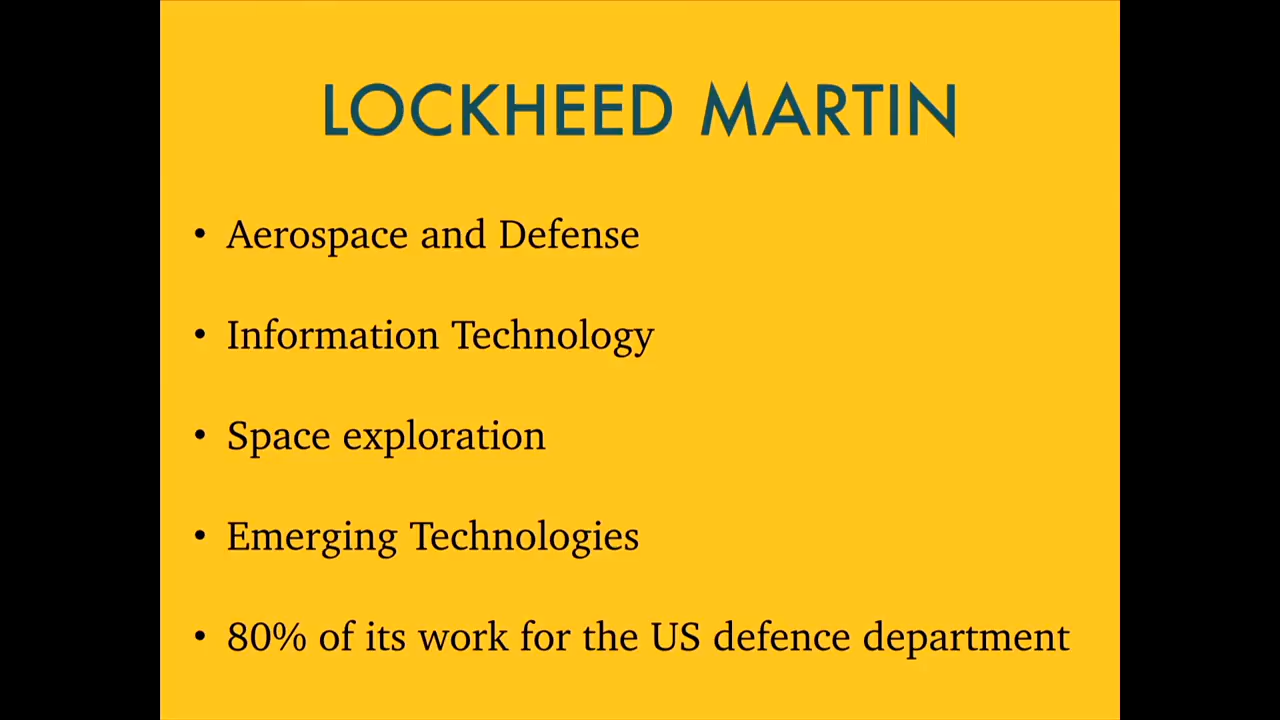 LOCKHEED MARTIN
• Aerospace and Defense
• Information Technology
• Space exploration
• Emerging Technologies
• 80% of its work for the US defence department